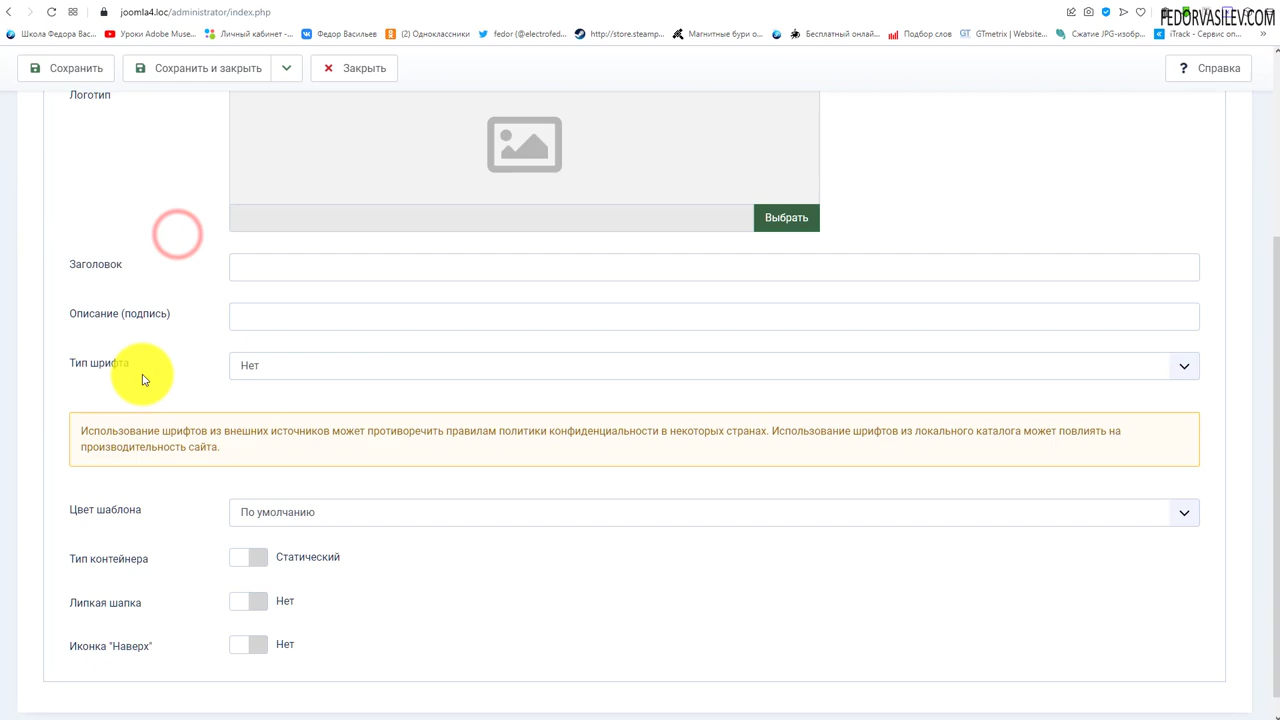 joomla4.loc/administrator/index.php
FEDORVASILEV.COM
Школа Федора Вас... Уроки Adobe Muse... Личный кабинет -... Федор Васильев (2) Одноклассники fedor (@electrofed... http://store.steamp... Магнитные бури о... Бесплатный онлай... Подбор слов GTmetrix | Website... Сжатие JPG-изобр... iTrack - Сервис оп... »
Сохранить Сохранить и закрыть Закрыть ? Справка
Логотип
Выбрать
Заголовок
Описание (подпись)
Тип шрифта Нет
Использование шрифтов из внешних источников может противоречить правилам политики конфиденциальности в некоторых странах. Использование шрифтов из локального каталога может повлиять на
производительность сайта.
Цвет шаблона По умолчанию
Тип контейнера Статический
Липкая шапка Нет
Иконка "Наверх" Нет